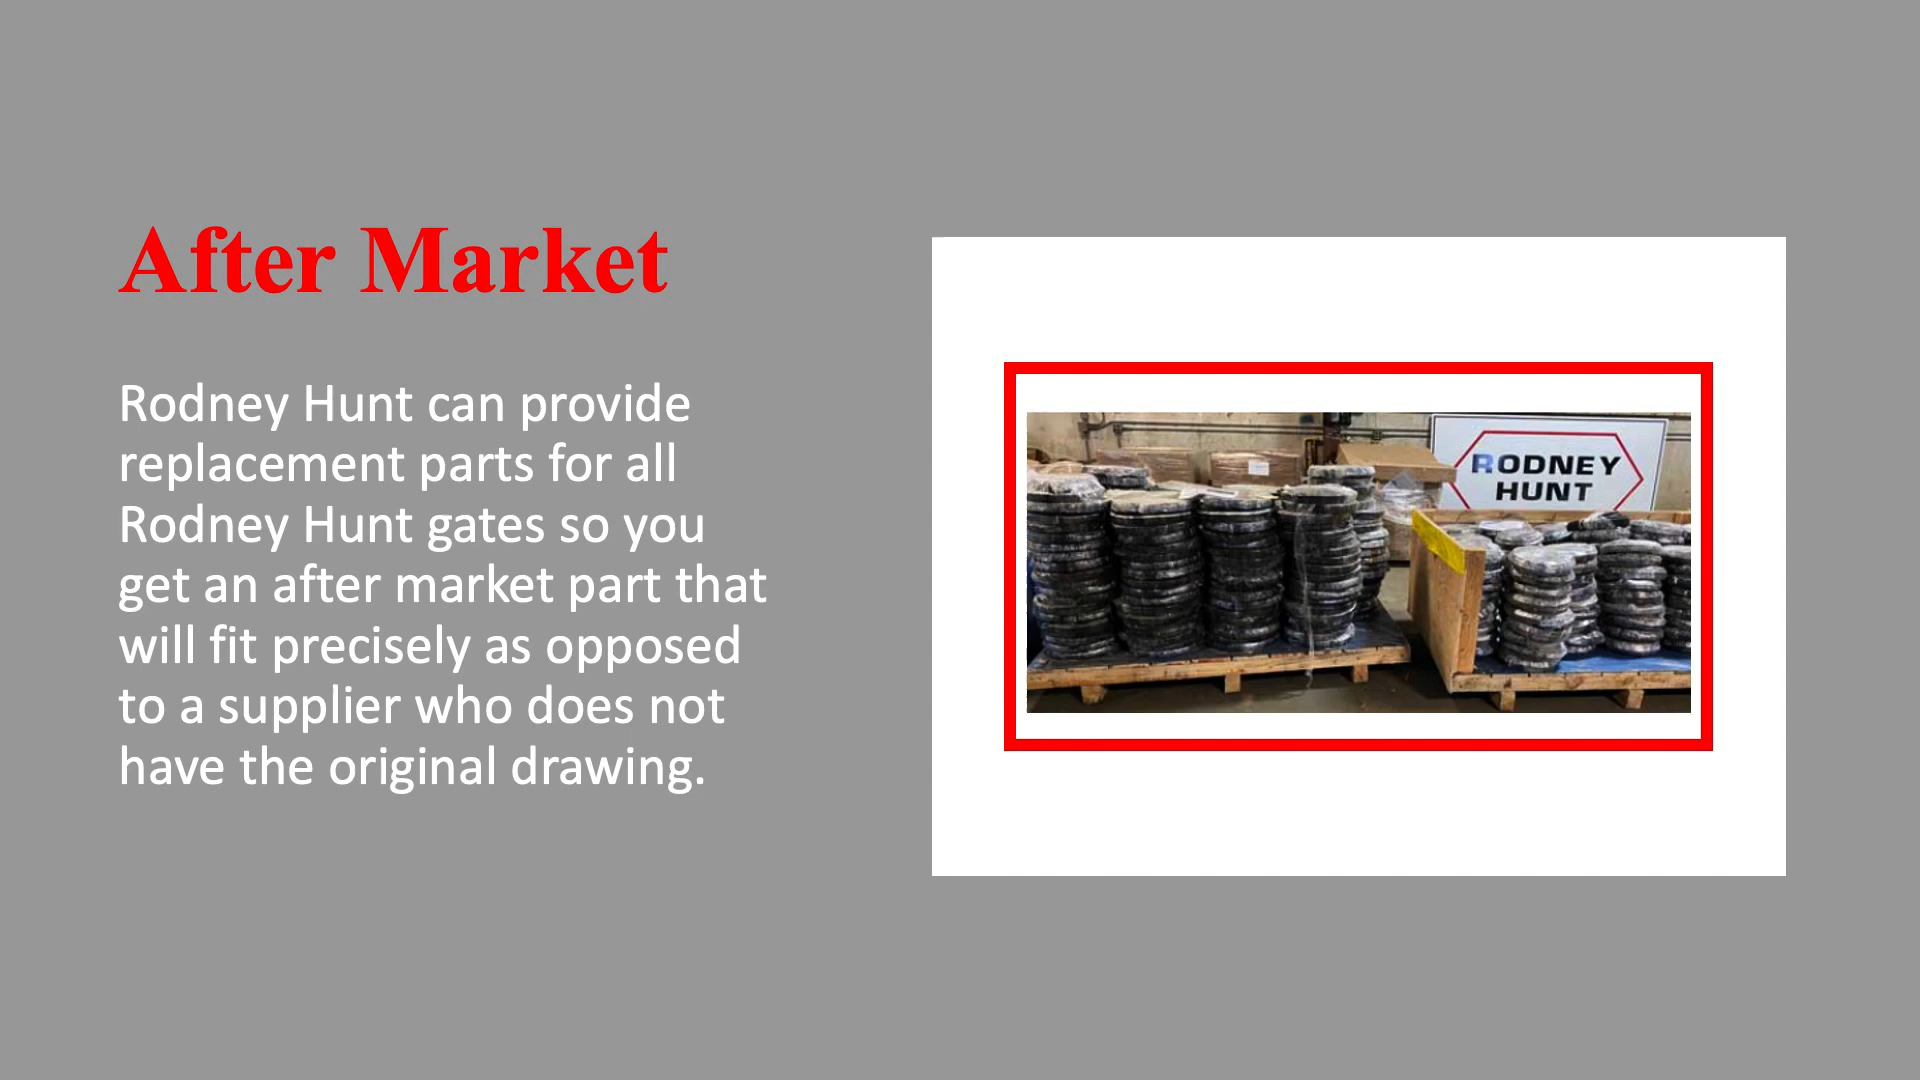 After Market
Rodney Hunt can provide
replacement parts for all
Rodney Hunt gates so you
get an after market part that
will fit precisely as opposed
to a supplier who does not
have the original drawing.
RODNEY
HUNT